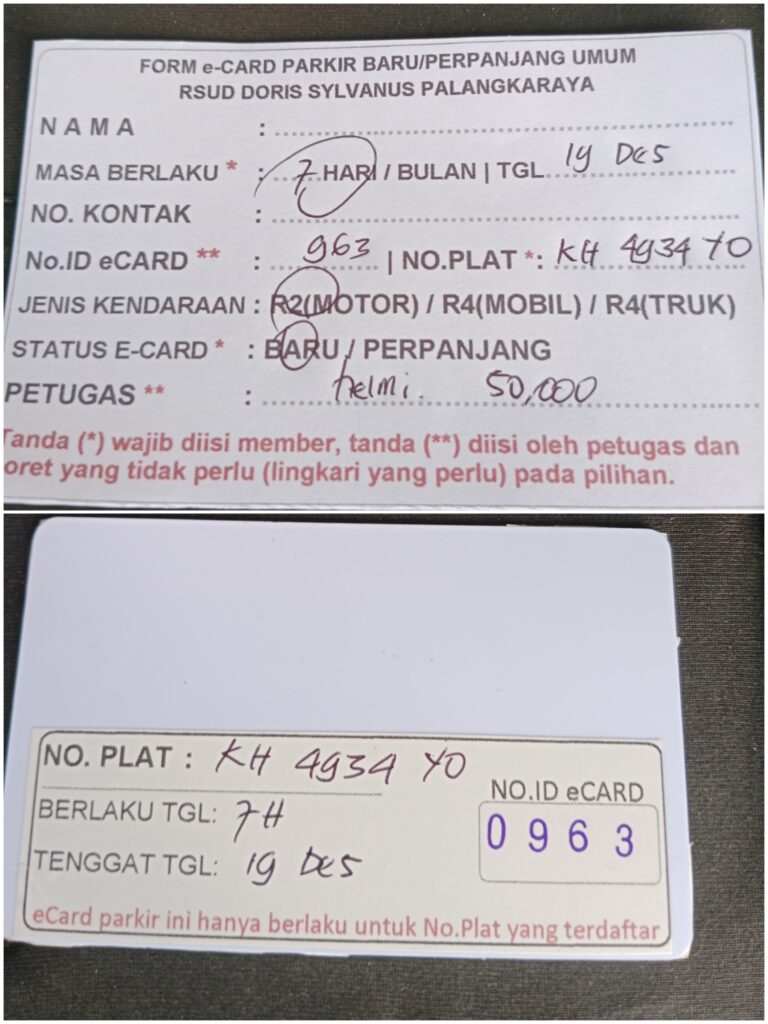 FORM e-CARD PARKIR BARU/PERPANJANG UMUM
RSUD DORIS SYLVANUS PALANGKARAYA
N A M A :
MASA BERLAKU * : 7 HARI / BULAN | TGL 19 Des
NO. KONTAK :
No.ID eCARD ** : 963 | NO.PLAT *: KH 4934 YO
JENIS KENDARAAN : R2(MOTOR) / R4(MOBIL) / R4(TRUK)
STATUS E-CARD * : BARU / PERPANJANG
PETUGAS ** : helmi. 50,000
Tanda (*) wajib diisi member, tanda (**) diisi oleh petugas dan
oret yang tidak perlu (lingkari yang perlu) pada pilihan.
NO. PLAT : KH 4934 YO
NO.ID eCARD
BERLAKU TGL: 7H
0963
TENGGAT TGL: 19 Des
eCard parkir ini hanya berlaku untuk No.Plat yang terdaftar